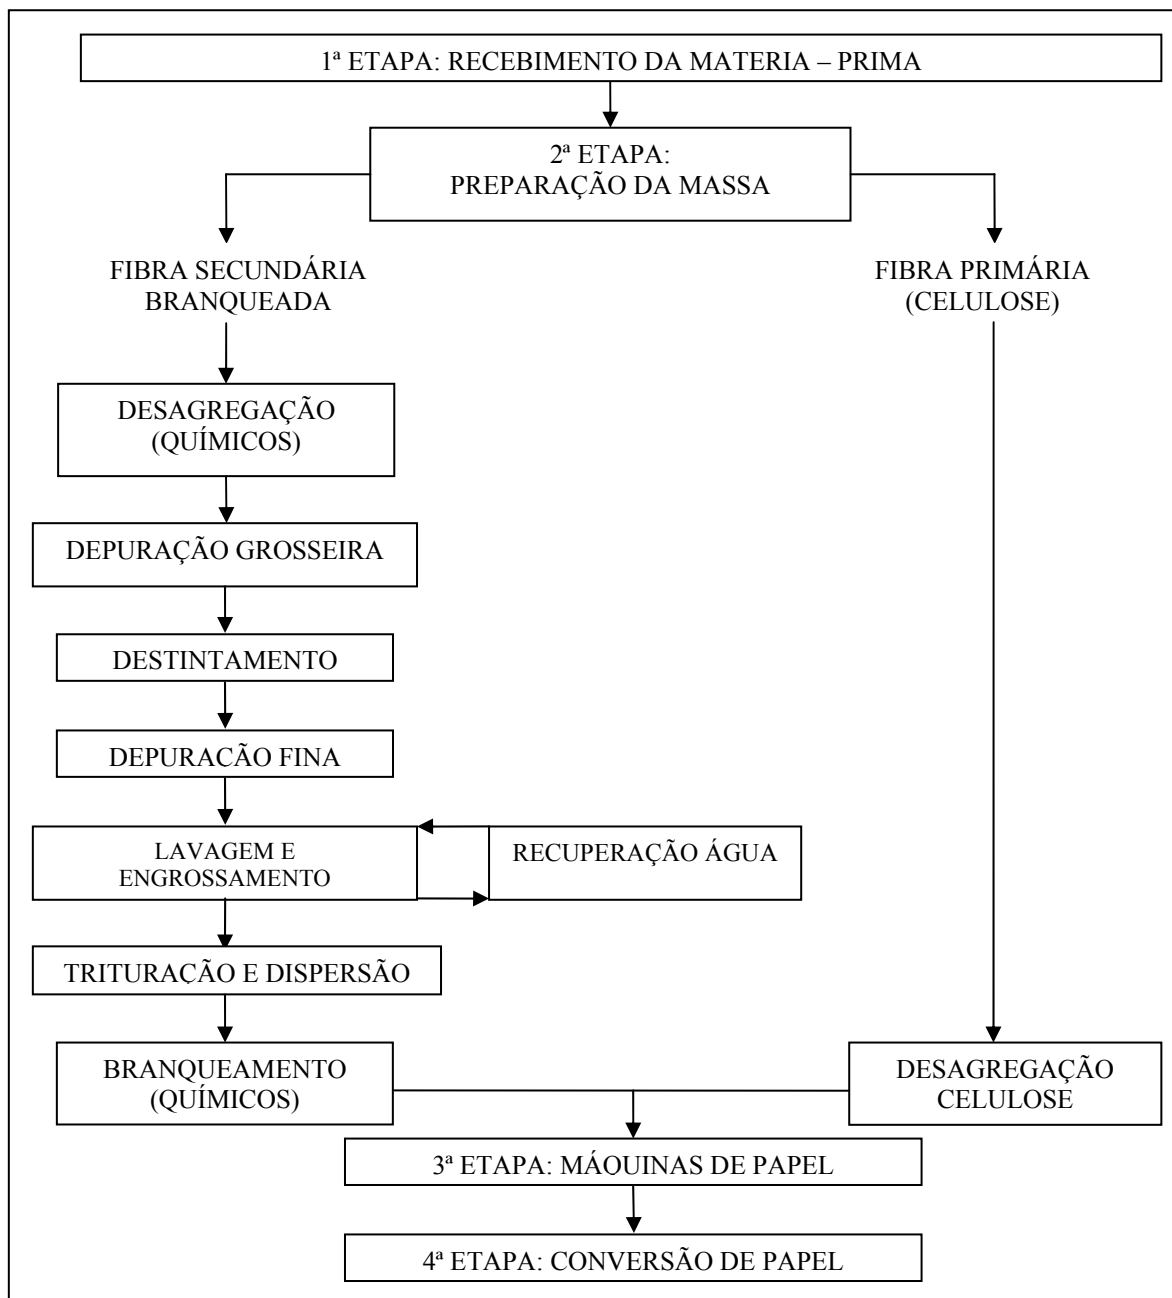 1ª ETAPA: RECEBIMENTO DA MATERIA – PRIMA
2ª ETAPA:
PREPARAÇÃO DA MASSA
FIBRA SECUNDÁRIA
BRANQUEADA
FIBRA PRIMÁRIA
(CELULOSE)
DESAGREGAÇÃO
(QUÍMICOS)
DEPURAÇÃO GROSSEIRA
DESTINTAMENTO
DEPURACÃO FINA
LAVAGEM E
ENGROSSAMENTO
RECUPERAÇÃO ÁGUA
TRITURAÇÃO E DISPERSÃO
BRANQUEAMENTO
(QUÍMICOS)
DESAGREGAÇÃO
CELULOSE
3ª ETAPA: MÁQUINAS DE PAPEL
4ª ETAPA: CONVERSÃO DE PAPEL